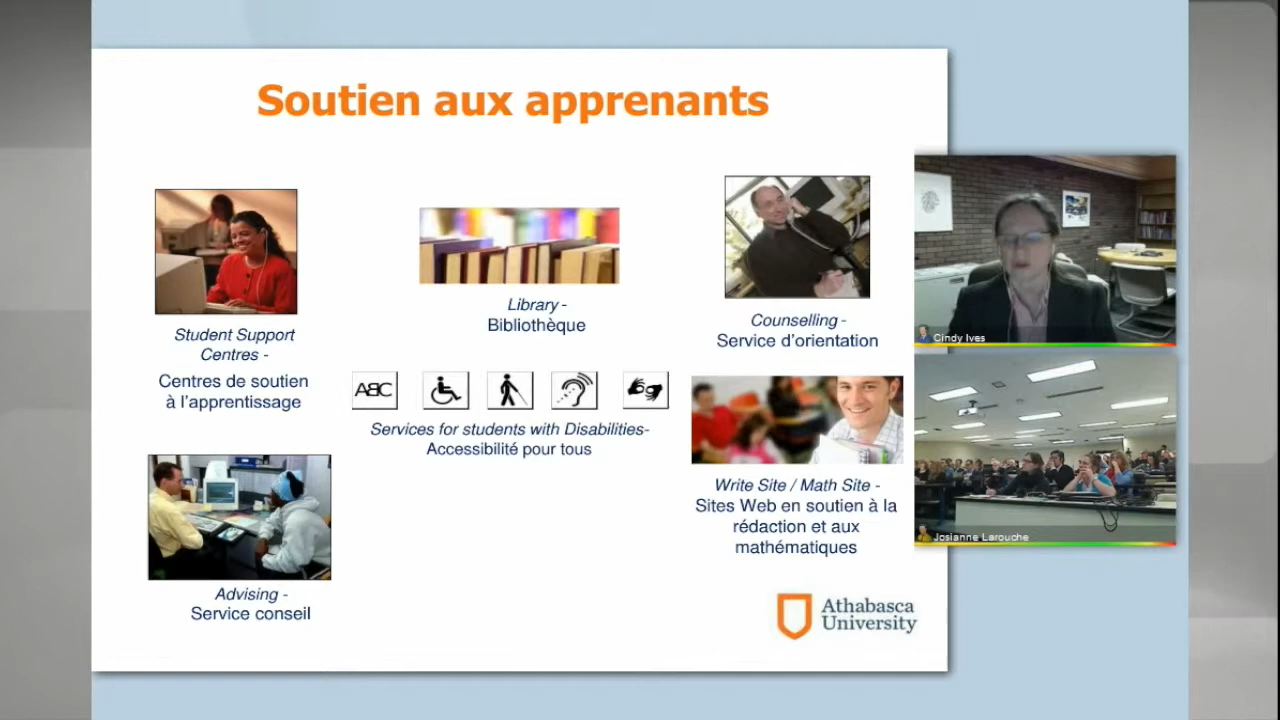 Soutien aux apprenants
Student Support
Centres -
Centres de soutien
à l'apprentissage
Library -
Bibliothèque
Counselling -
Service d'orientation
ABC
Services for students with Disabilities-
Accessibilité pour tous
Write Site / Math Site -
Sites Web en soutien à la
rédaction et aux
mathématiques
Advising -
Service conseil
Athabasca
University
Cindy Ives
Josianne Larouche